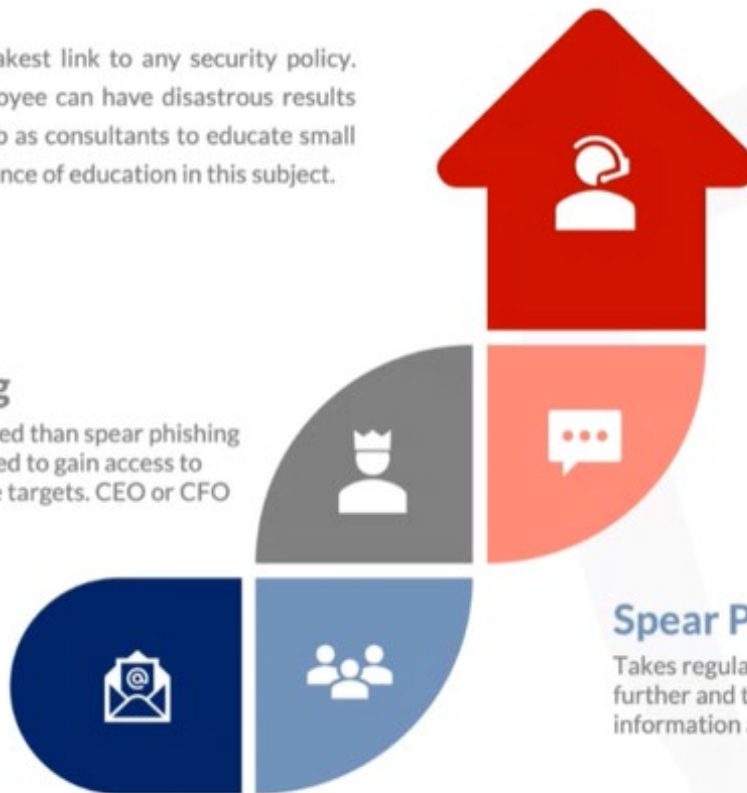 akest link to any security policy.
oyee can have disastrous results
as consultants to educate small
nce of education in this subject.
g
ed than spear phishing
ed to gain access to
targets. CEO or CFO
@
Spear P
Takes regula
further and t
information